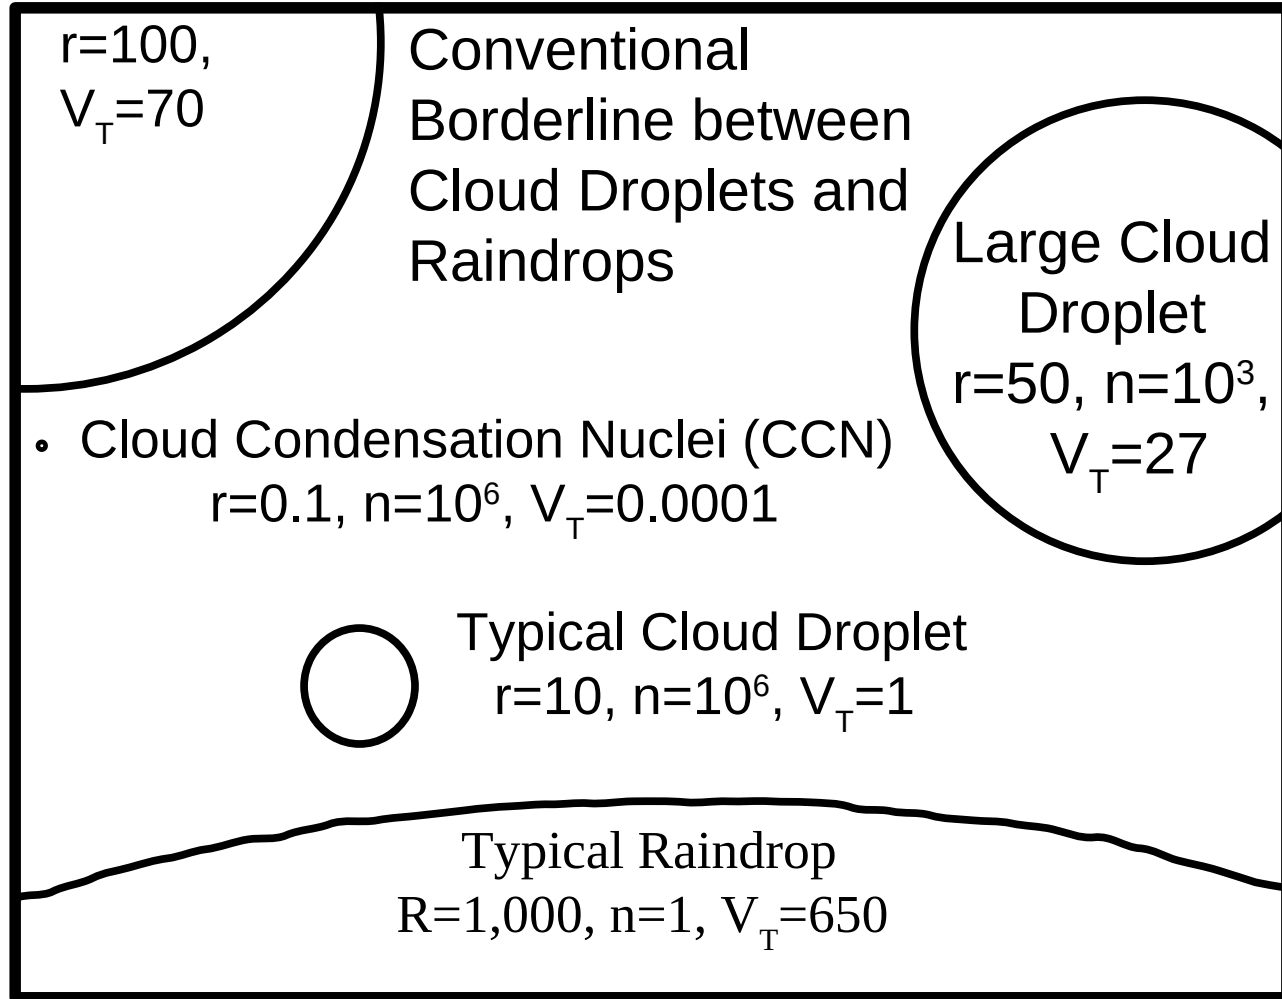 r=100,
V_T=70
Conventional
Borderline between
Cloud Droplets and
Raindrops
Large Cloud
Droplet
r=50, n=10³,
V_T=27
Cloud Condensation Nuclei (CCN)
r=0.1, n=10⁶, V_T=0.0001
Typical Cloud Droplet
r=10, n=10⁶, V_T=1
Typical Raindrop
R=1,000, n=1, V_T=650